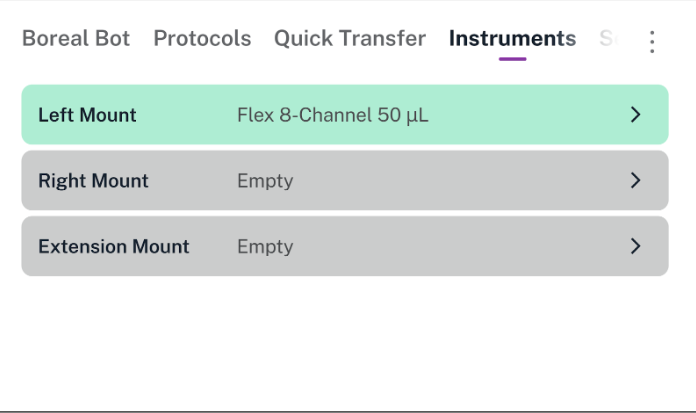 Boreal Bot Protocols Quick Transfer Instruments
Left Mount Flex 8-Channel 50 µL
Right Mount Empty
Extension Mount Empty